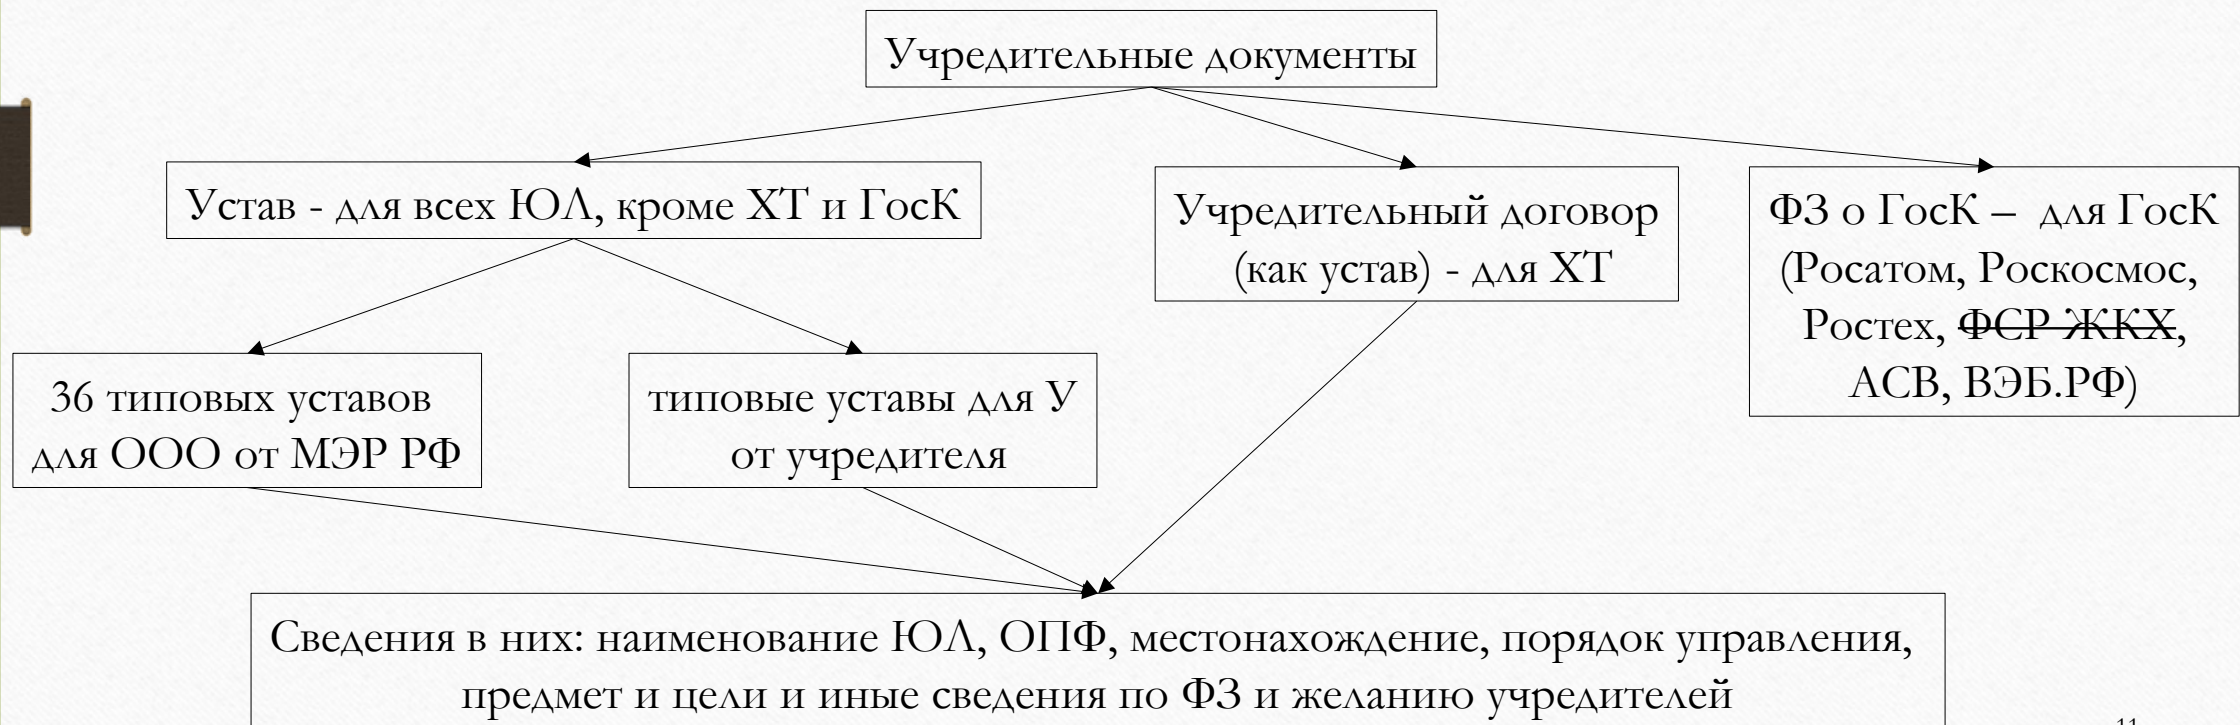 Учредительные документы
Устав - для всех ЮЛ, кроме ХТ и ГосК
Учредительный договор
(как устав) - для ХТ
ФЗ о ГосК – для ГосК
(Росатом, Роскосмос,
Ростех, ФСР ЖКХ,
АСВ, ВЭБ.РФ)
36 типовых уставов
для ООО от МЭР РФ
типовые уставы для У
от учредителя
Сведения в них: наименование ЮЛ, ОПФ, местонахождение, порядок управления,
предмет и цели и иные сведения по ФЗ и желанию учредителей
11